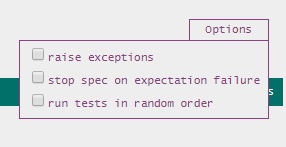 Options
raise exceptions
stop spec on expectation failure
run tests in random order
s